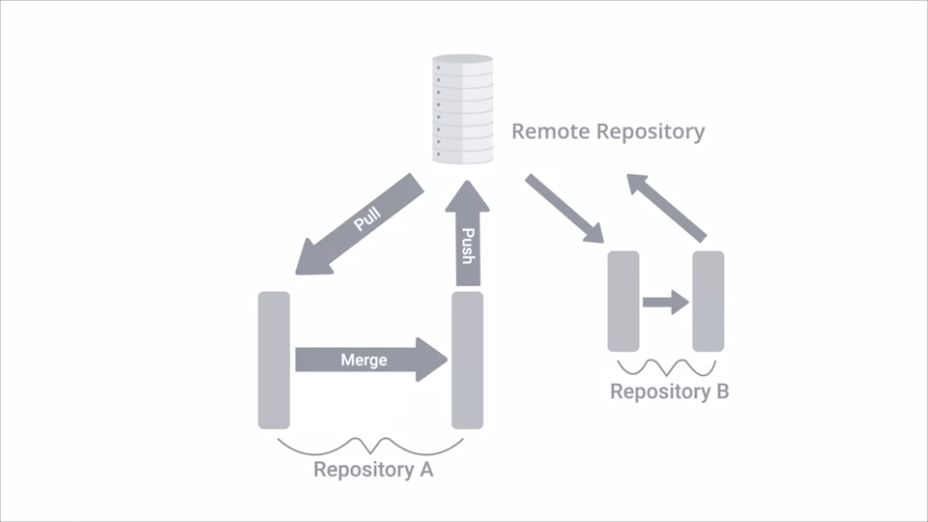 Remote Repository
Pull
Push
Merge
Repository B
Repository A